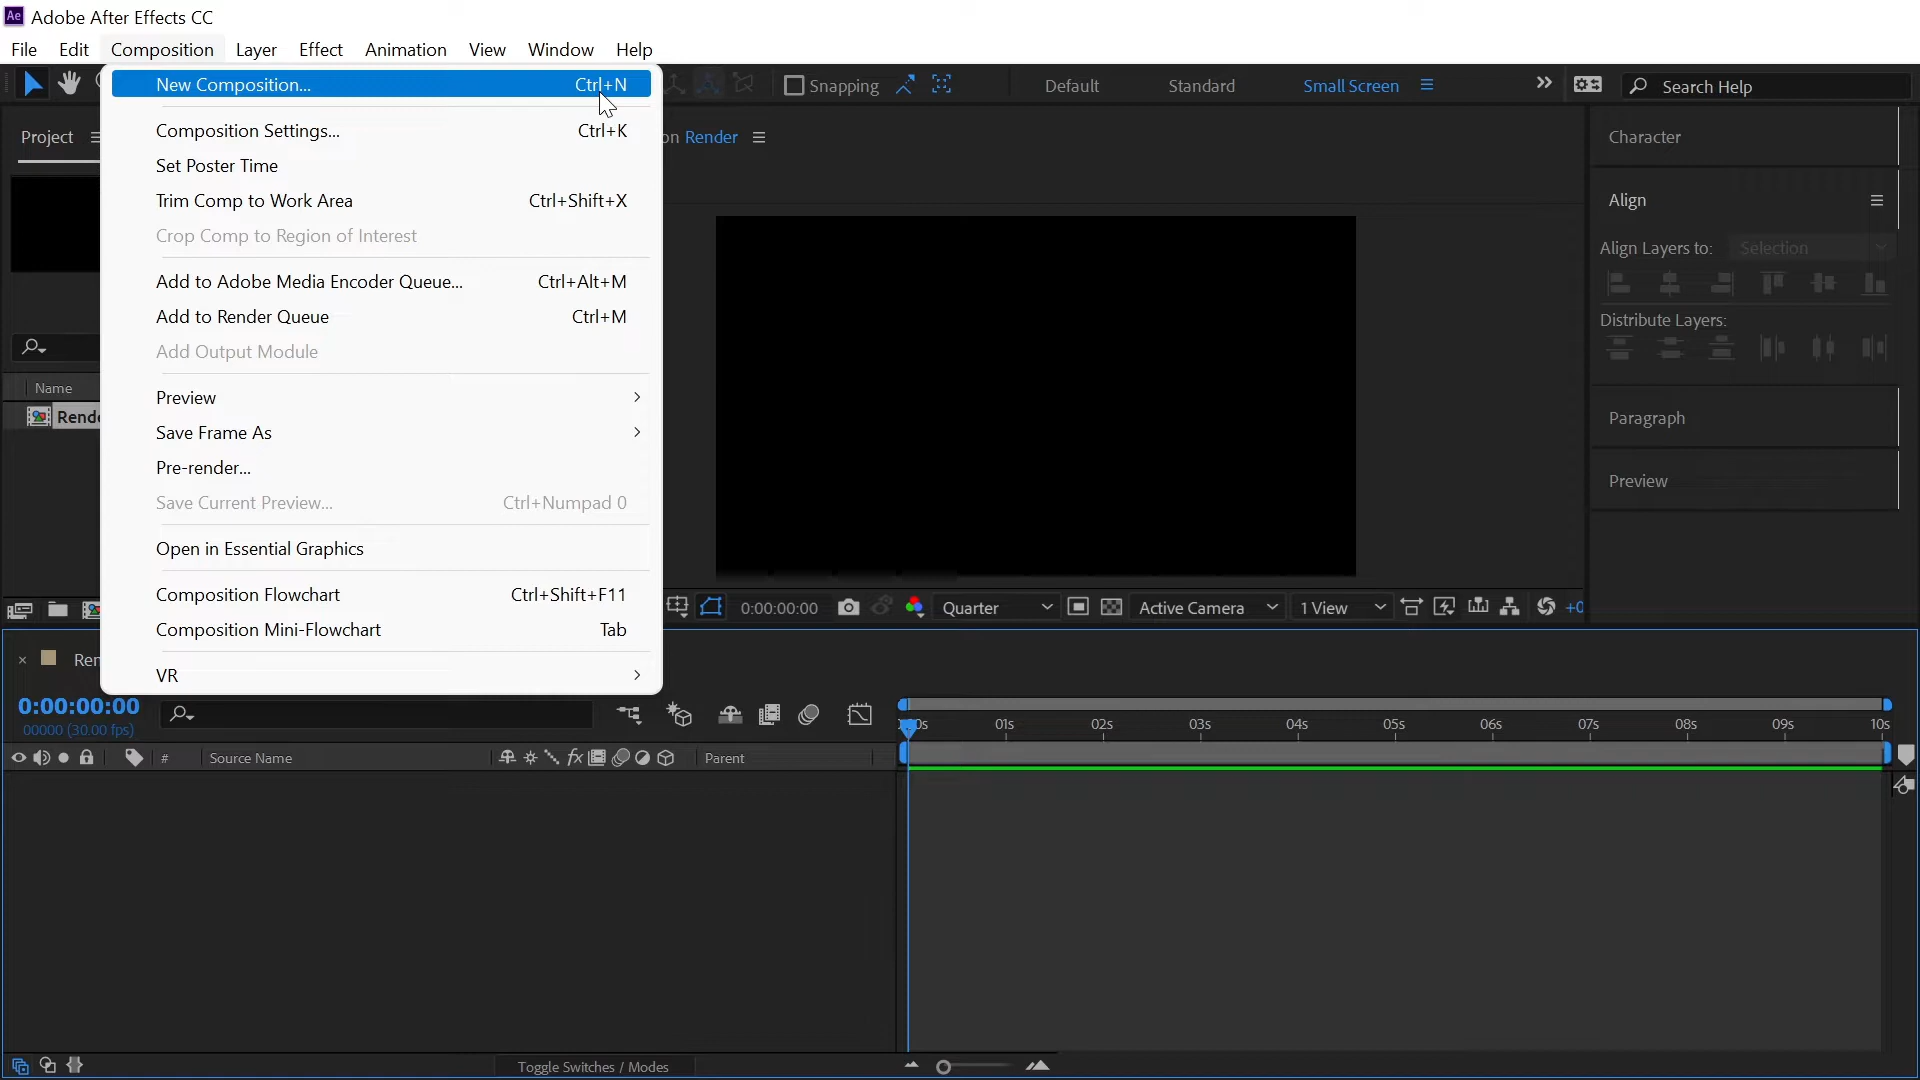 Ae Adobe After Effects CC
File Edit Composition Layer Effect Animation View Window Help
New Composition... Ctrl+N
Snapping Default Standard Small Screen Search Help
Composition Settings... Ctrl+K
Project on Render Character
Set Poster Time
Trim Comp to Work Area Ctrl+Shift+X
Align
Crop Comp to Region of Interest
Align Layers to: Selection
Add to Adobe Media Encoder Queue... Ctrl+Alt+M
Add to Render Queue Ctrl+M
Distribute Layers:
Add Output Module
Name
Preview
Save Frame As
Paragraph
Pre-render...
Preview
Save Current Preview... Ctrl+Numpad 0
Open in Essential Graphics
Composition Flowchart Ctrl+Shift+F11
0:00:00:00 Quarter Active Camera 1 View +0
Composition Mini-Flowchart Tab
VR
0:00:00:00
00000 (30.00 fps)
01s 02s 03s 04s 05s 06s 07s 08s 09s 10s
# Source Name fx Parent
Toggle Switches / Modes